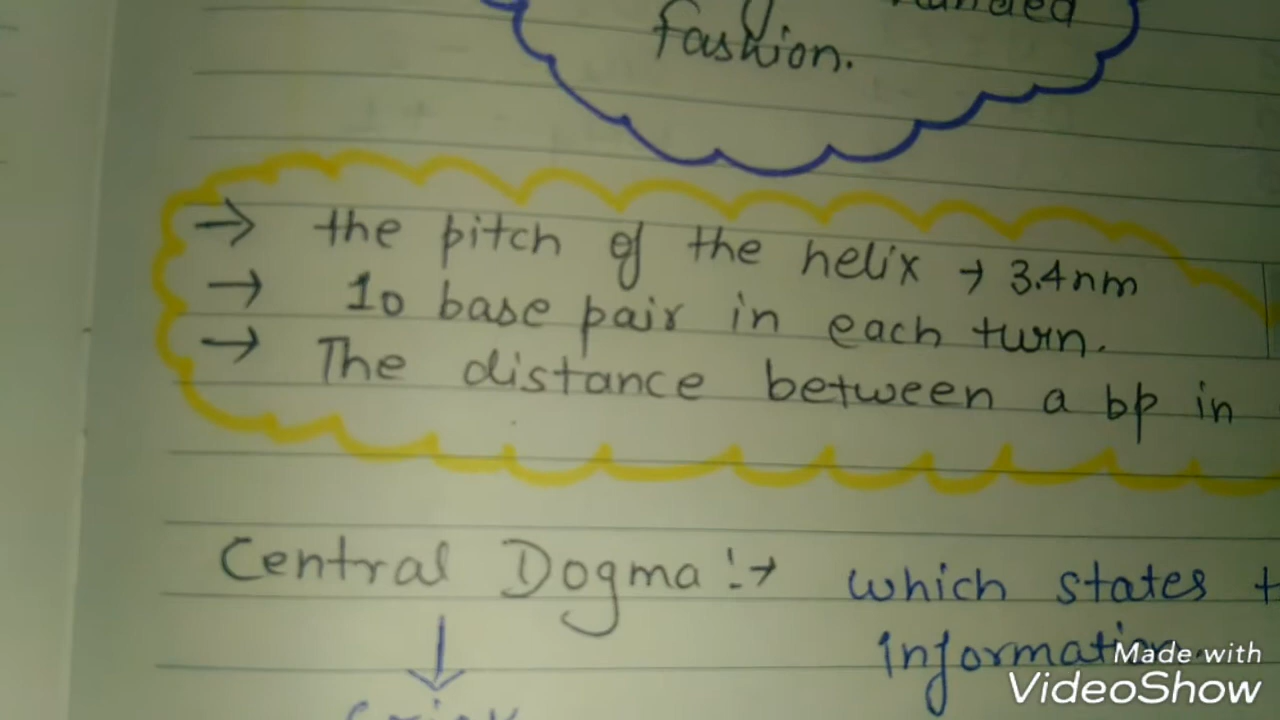 fashion.
→ the pitch of the helix → 3.4nm
→ 10 base pair in each turn.
→ The distance between a bp in
Central Dogma :→ which states
↓ Information
Made with
VideoShow